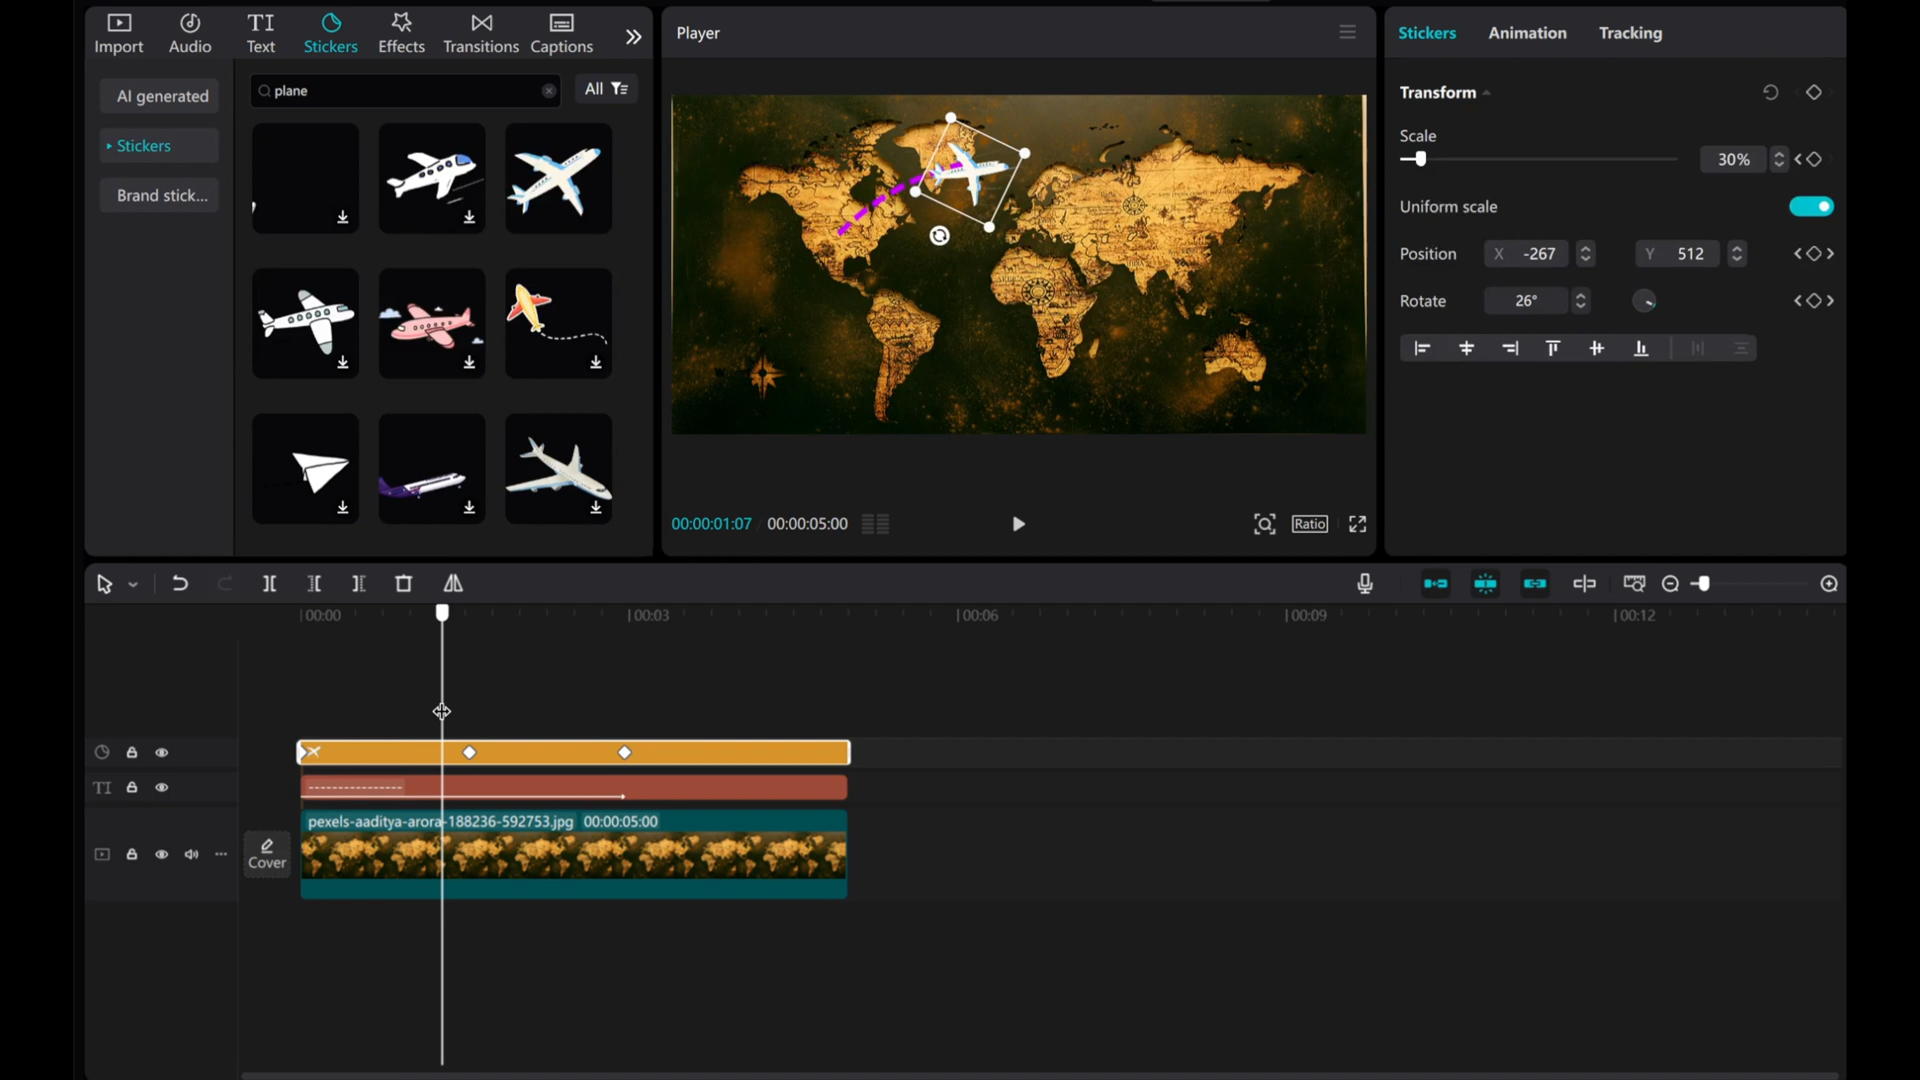 Import Audio Text Stickers Effects Transitions Captions
AI generated
Stickers
Brand stick...
plane
All
Player
00:00:01:07 00:00:05:00
Ratio
Stickers Animation Tracking
Transform
Scale
30%
Uniform scale
Position X -267 Y 512
Rotate 26°
00:00 00:03 00:06 00:09 00:12
TI
pexels-aaditya-arora-188236-592753.jpg 00:00:05:00
Cover